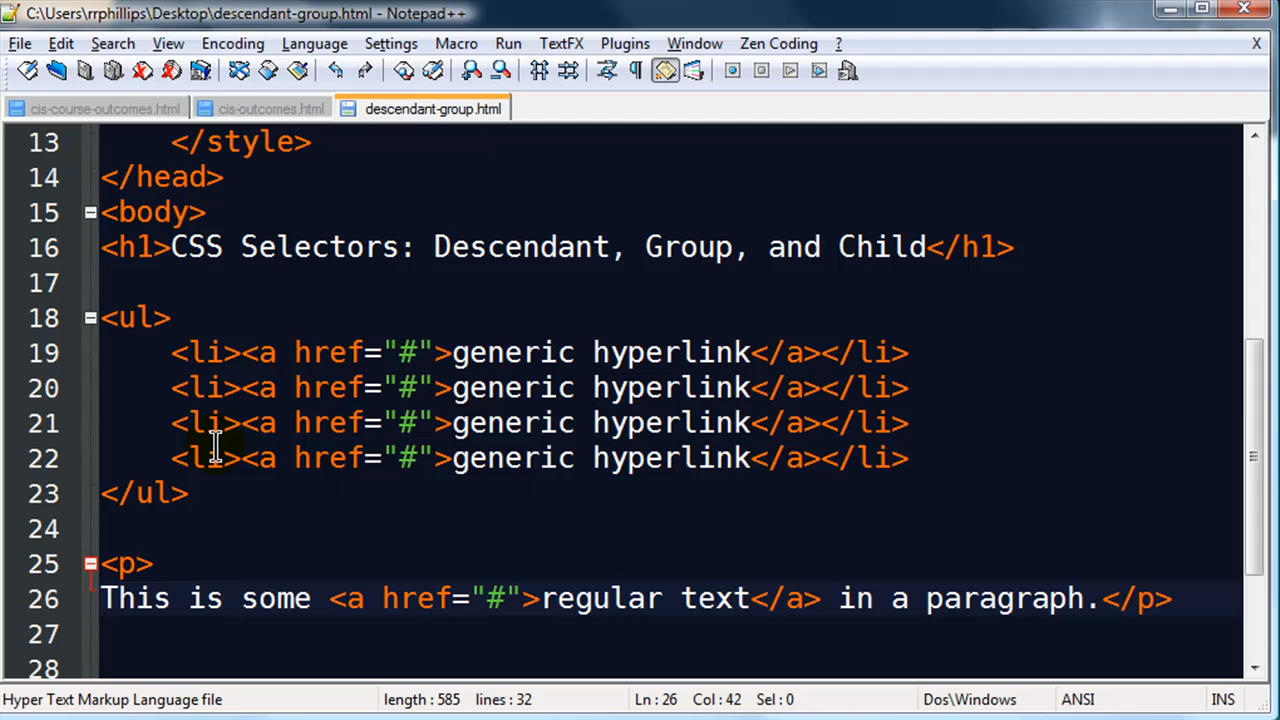 C:\Users\rrphillips\Desktop\descendant-group.html - Notepad++
File Edit Search View Encoding Language Settings Macro Run TextFX Plugins Window Zen Coding ? X
cis-course-outcomes.html cis-outcomes.html descendant-group.html
13 </style>
14 </head>
15 <body>
16 <h1>CSS Selectors: Descendant, Group, and Child</h1>
17
18 <ul>
19 <li><a href="#">generic hyperlink</a></li>
20 <li><a href="#">generic hyperlink</a></li>
21 <li><a href="#">generic hyperlink</a></li>
22 <li><a href="#">generic hyperlink</a></li>
23 </ul>
24
25 <p>
26 This is some <a href="#">regular text</a> in a paragraph.</p>
27
28
Hyper Text Markup Language file length : 585 lines : 32 Ln : 26 Col : 42 Sel : 0 Dos\Windows ANSI INS